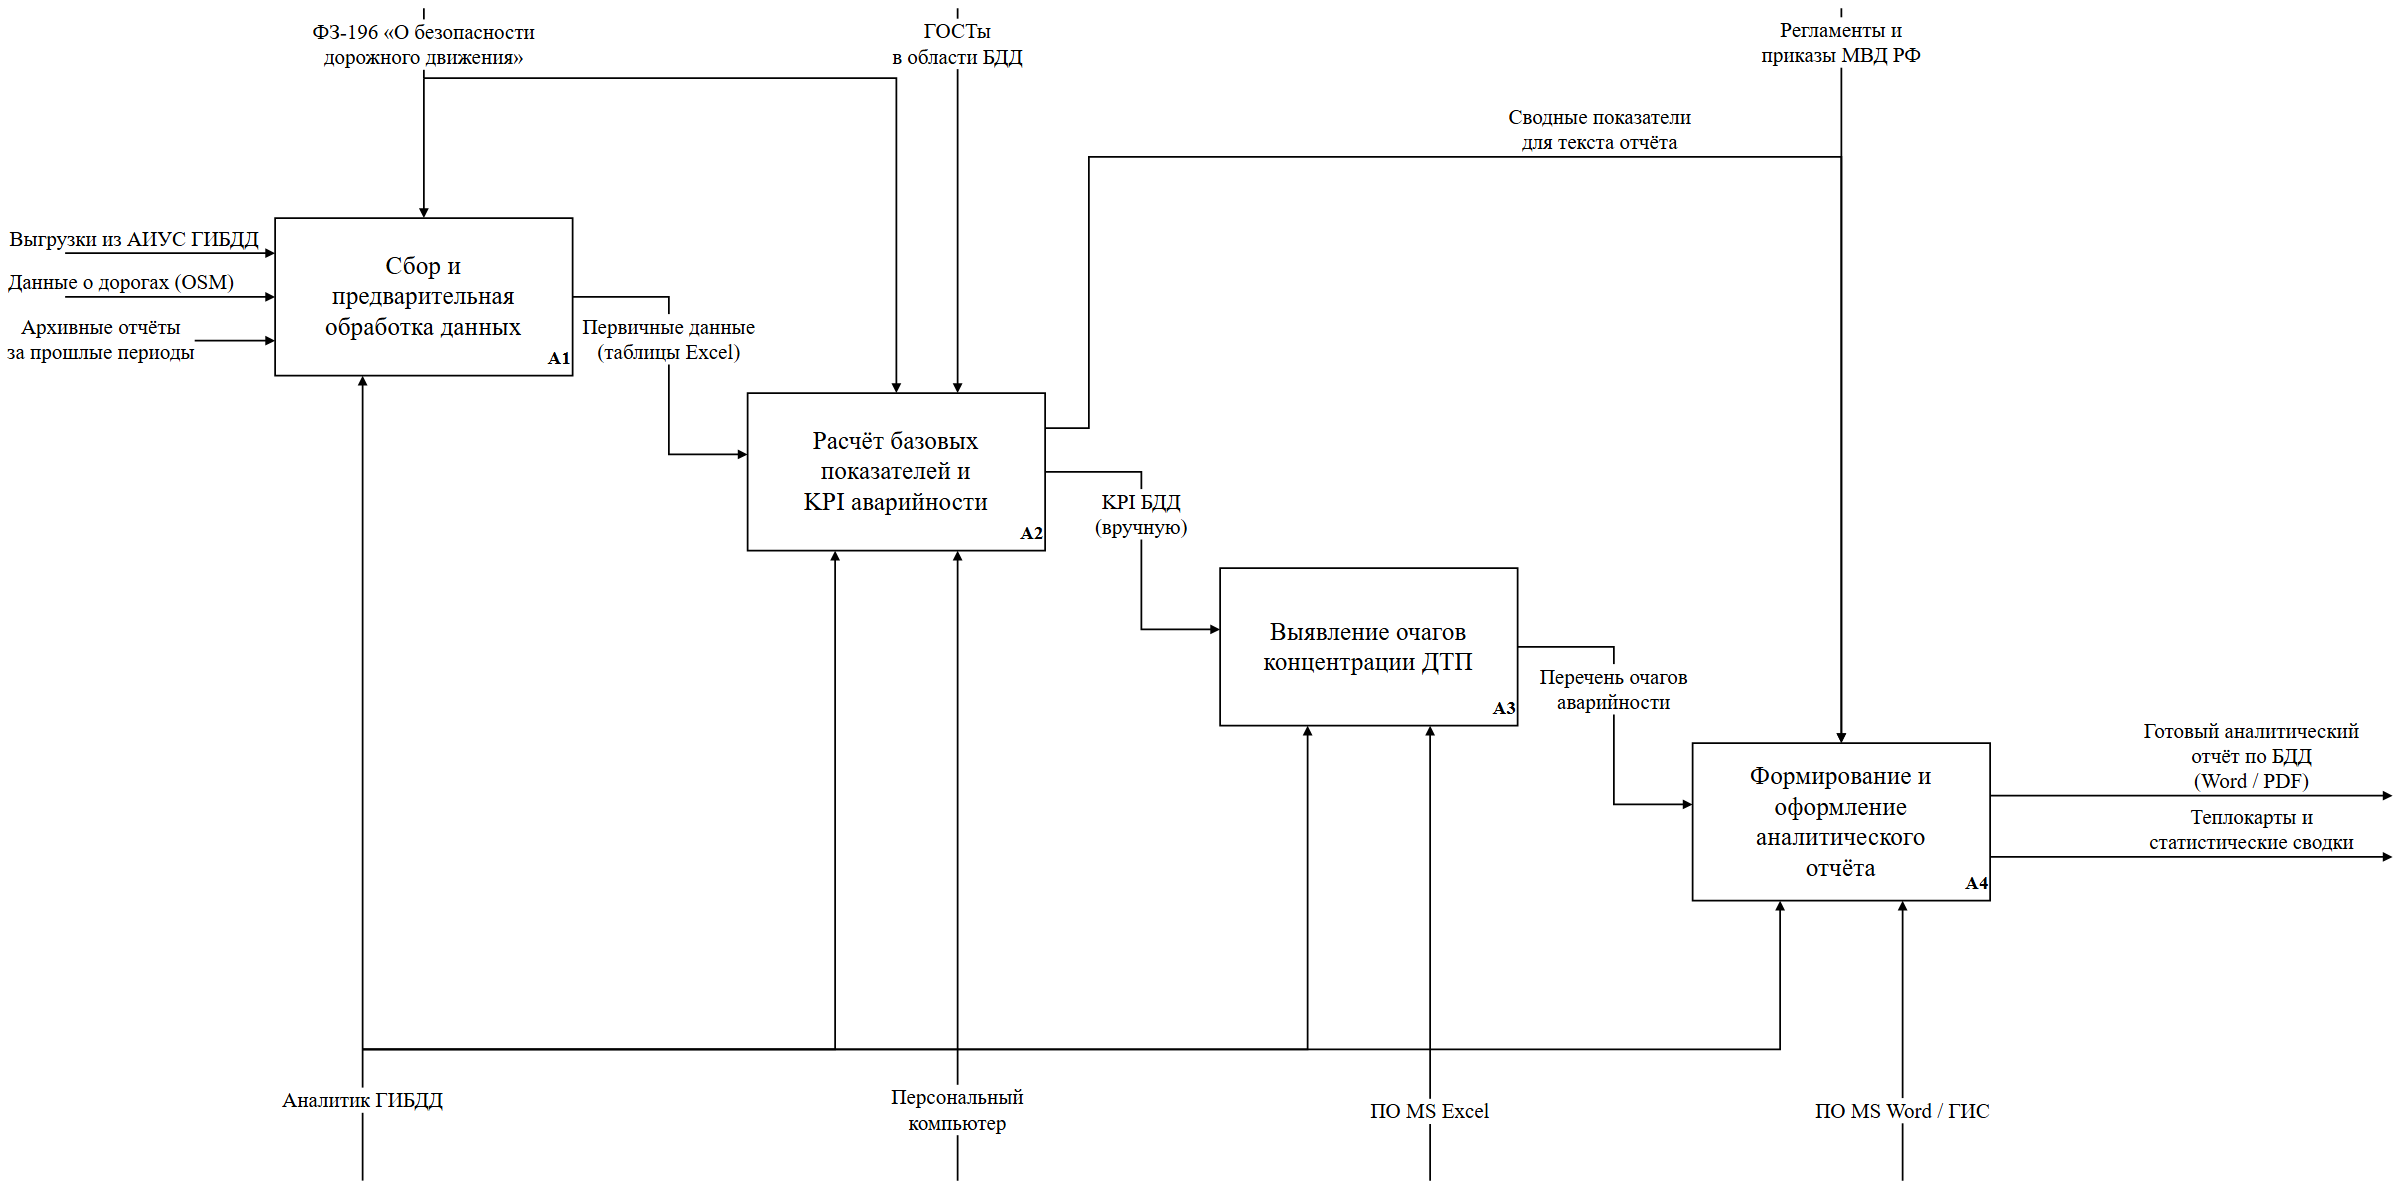 ФЗ-196 «О безопасности
дорожного движения»
ГОСТы
в области БДД
Регламенты и
приказы МВД РФ
Сводные показатели
для текста отчёта
Выгрузки из АИУС ГИБДД
Данные о дорогах (OSM)
Архивные отчёты
за прошлые периоды
Сбор и
предварительная
обработка данных
A1
Первичные данные
(таблицы Excel)
Расчёт базовых
показателей и
KPI аварийности
A2
KPI БДД
(вручную)
Выявление очагов
концентрации ДТП
A3
Перечень очагов
аварийности
Формирование и
оформление
аналитического
отчёта
A4
Готовый аналитический
отчёт по БДД
(Word / PDF)
Теплокарты и
статистические сводки
Аналитик ГИБДД
Персональный
компьютер
ПО MS Excel
ПО MS Word / ГИС